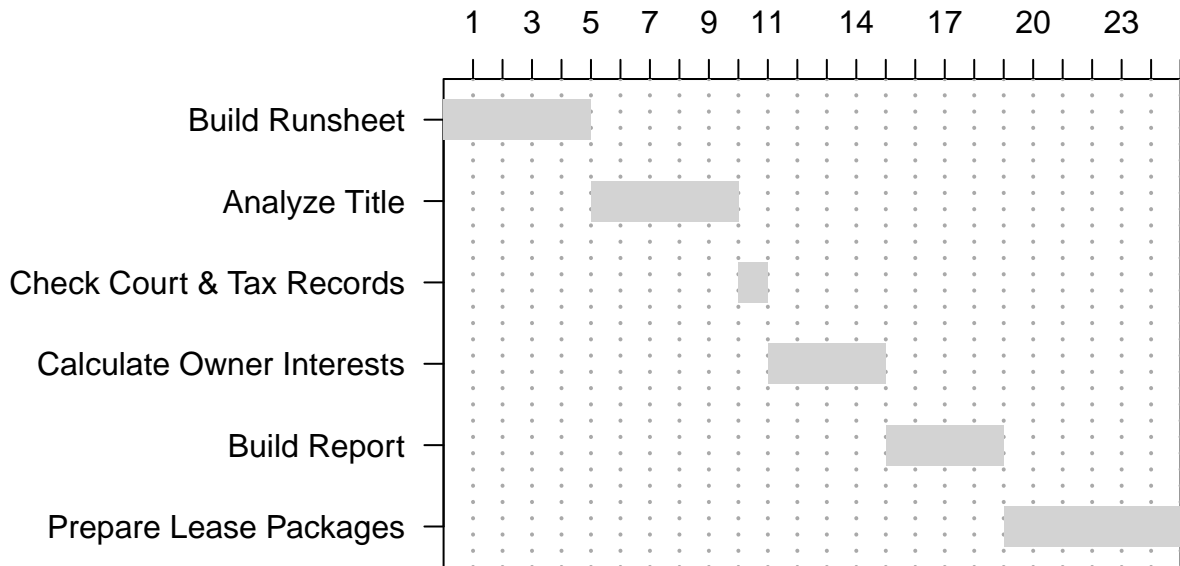 1 3 5 7 9 11 14 17 20 23
Build Runsheet
Analyze Title
Check Court & Tax Records
Calculate Owner Interests
Build Report
Prepare Lease Packages